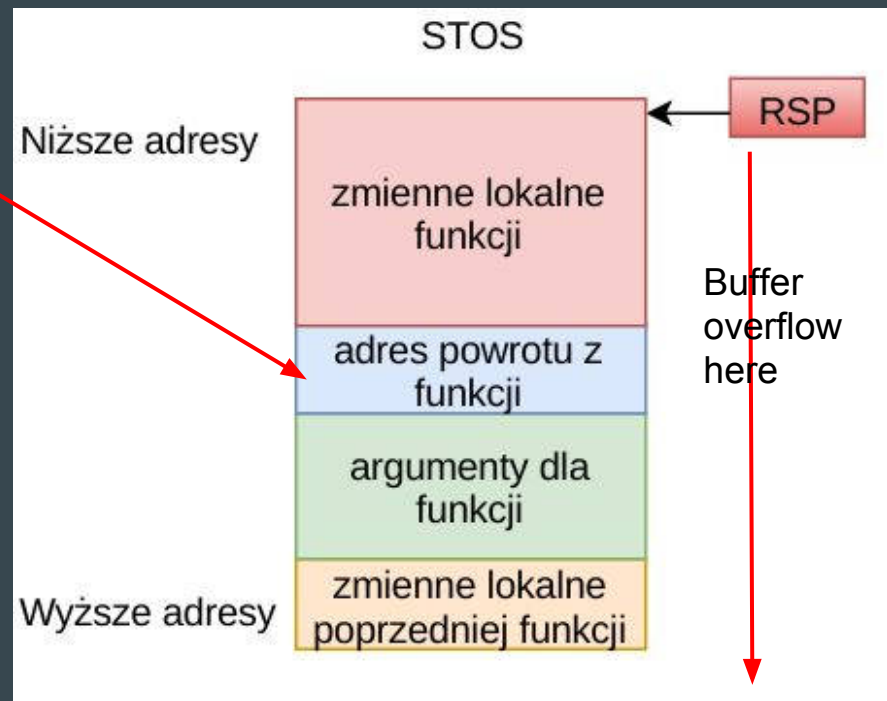 STOS
RSP
Niższe adresy
zmienne lokalne
funkcji
Buffer
overflow
here
adres powrotu z
funkcji
argumenty dla
funkcji
zmienne lokalne
poprzedniej funkcji
Wyższe adresy